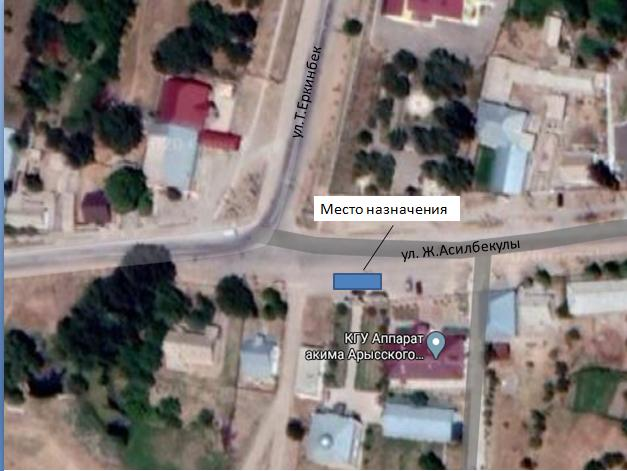 ул.Т.Еркинбек
Место назначения
ул. Ж.Асилбекулы
КГУ Аппарат
акима Арысского...